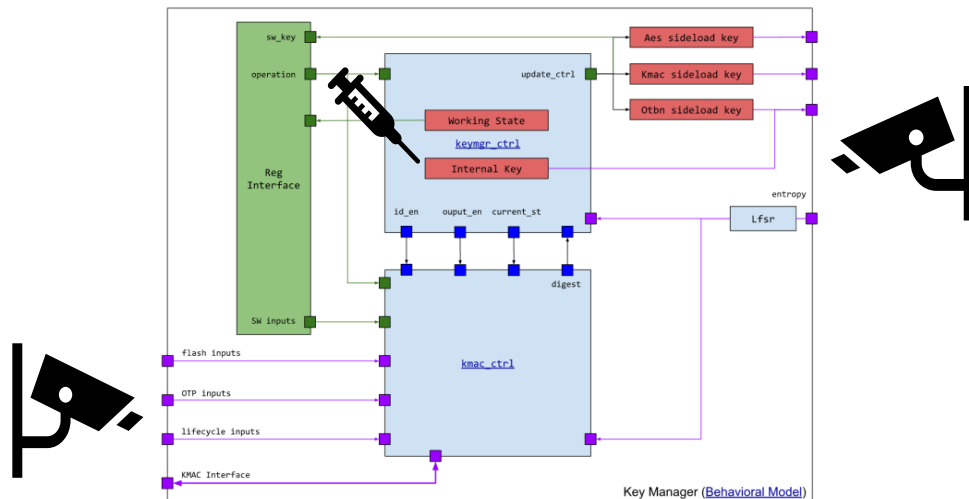 sw_key
Aes sideload key
operation
update_ctrl
Kmac sideload key
Otbn sideload key
Working State
keymgr_ctrl
Reg
Interface
Internal Key
entropy
Lfsr
id_en
ouput_en
current_st
digest
SW inputs
flash inputs
kmac_ctrl
OTP inputs
lifecycle inputs
KMAC Interface
Key Manager (Behavioral Model)